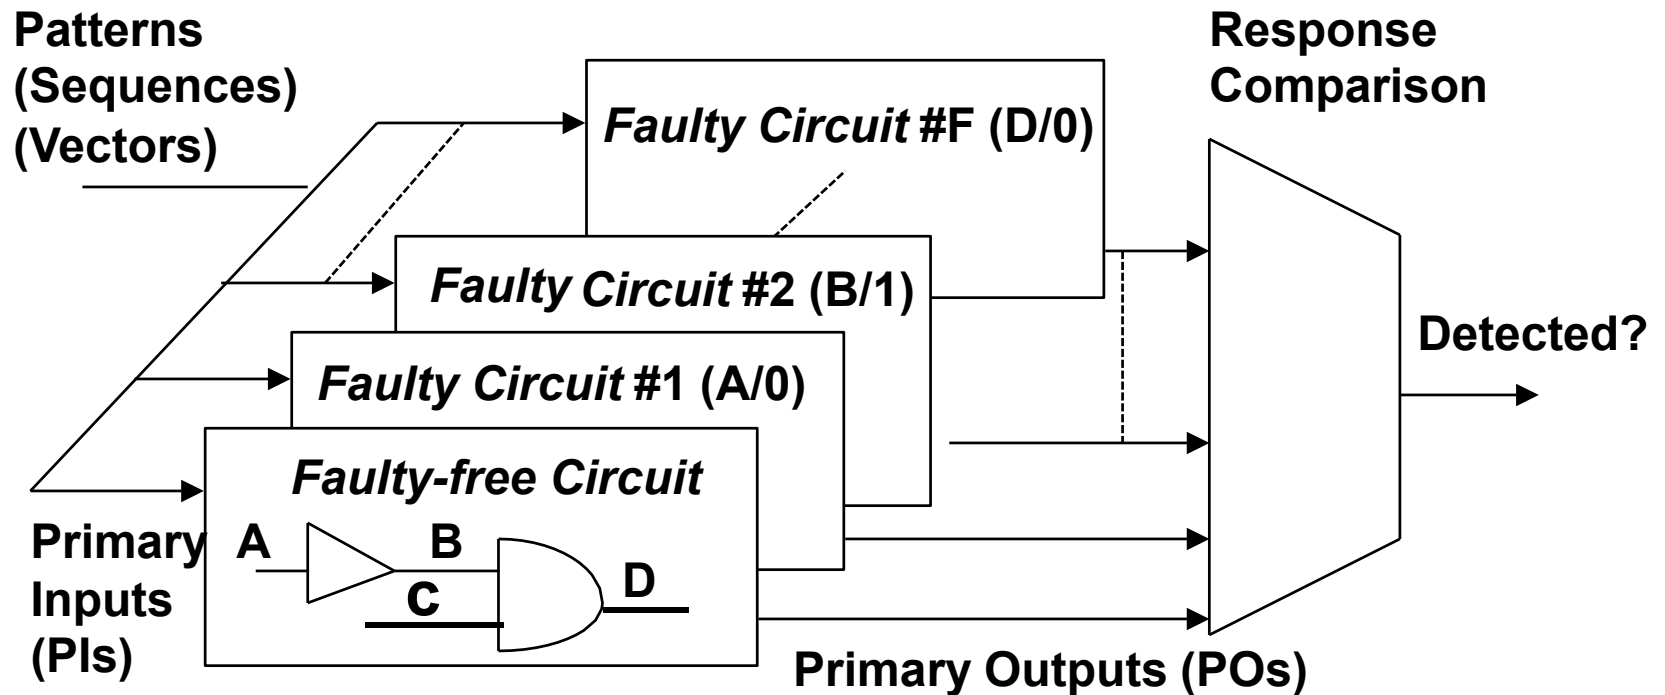 Patterns
(Sequences)
(Vectors)
Response
Comparison
Faulty Circuit #F (D/0)
Faulty Circuit #2 (B/1)
Detected?
Faulty Circuit #1 (A/0)
Faulty-free Circuit
Primary
Inputs
(PIs)
A
B
C
D
Primary Outputs (POs)